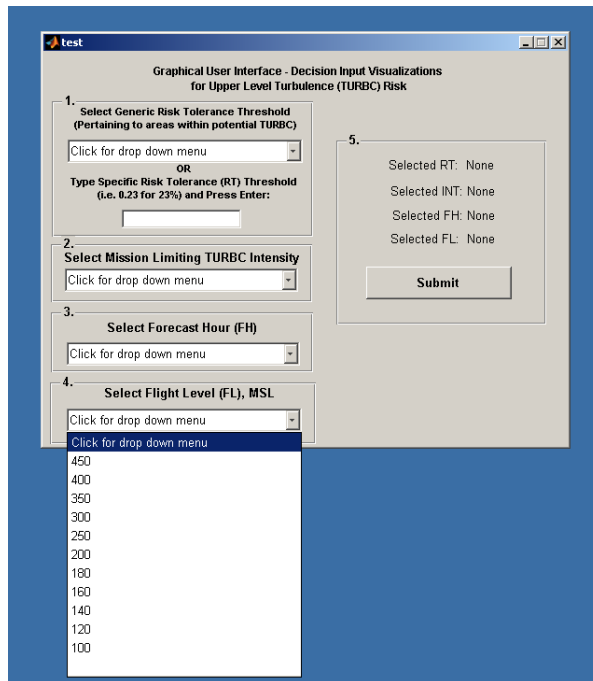 test
Graphical User Interface - Decision Input Visualizations
for Upper Level Turbulence (TURBC) Risk
1.
Select Generic Risk Tolerance Threshold
(Pertaining to areas within potential TURBC)
Click for drop down menu
OR
Type Specific Risk Tolerance (RT) Threshold
(i.e. 0.23 for 23%) and Press Enter:
2.
Select Mission Limiting TURBC Intensity
Click for drop down menu
3.
Select Forecast Hour (FH)
Click for drop down menu
4.
Select Flight Level (FL), MSL
Click for drop down menu
Click for drop down menu
450
400
350
300
250
200
180
160
140
120
100
5.
Selected RT: None
Selected INT: None
Selected FH: None
Selected FL: None
Submit